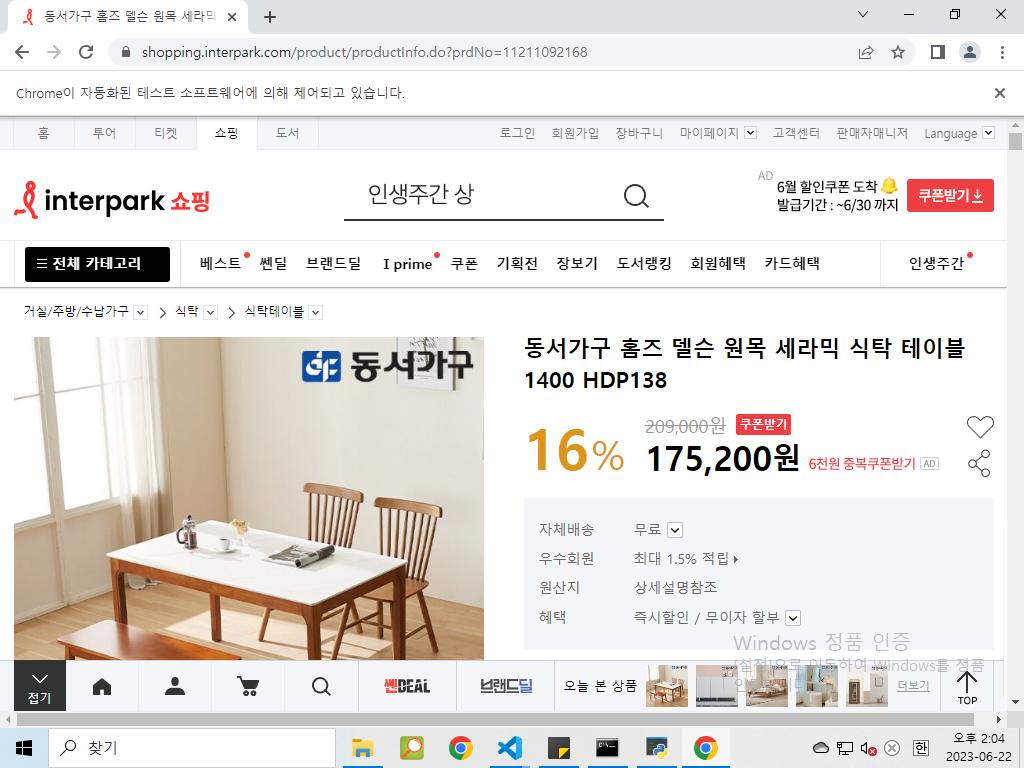 동서가구 홈즈 델슨 원목 세라믹
shopping.interpark.com/product/productInfo.do?prdNo=11211092168
Chrome이 자동화된 테스트 소프트웨어에 의해 제어되고 있습니다.
홈 투어 티켓 쇼핑 도서 로그인 회원가입 장바구니 마이페이지 고객센터 판매자매니저 Language
interpark 쇼핑
인생주간 상
AD
6월 할인쿠폰 도착
발급기간 : ~6/30 까지
쿠폰받기
전체 카테고리 베스트 쎈딜 브랜드딜 I prime 쿠폰 기획전 장보기 도서랭킹 회원혜택 카드혜택 인생주간
거실/주방/수납가구 > 식탁 > 식탁테이블
동서가구
동서가구 홈즈 델슨 원목 세라믹 식탁 테이블
1400 HDP138
209,000원 쿠폰받기
16% 175,200원 6천원 중복쿠폰받기 AD
자체배송 무료
우수회원 최대 1.5% 적립
원산지 상세설명참조
혜택 즉시할인 / 무이자 할부
Windows 정품 인증
[설정]으로 이동하여 Windows를 정품
접기 쎈DEAL 브랜드딜 오늘 본 상품 더보기 TOP
찾기
한
오후 2:04
2023-06-22